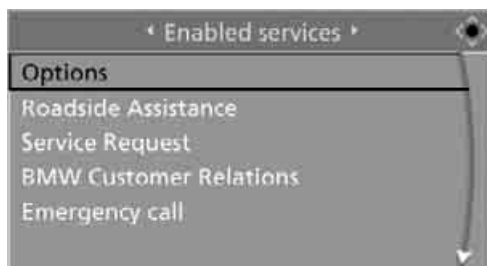 Enabled services
Options
Roadside Assistance
Service Request
BMW Customer Relations
Emergency call